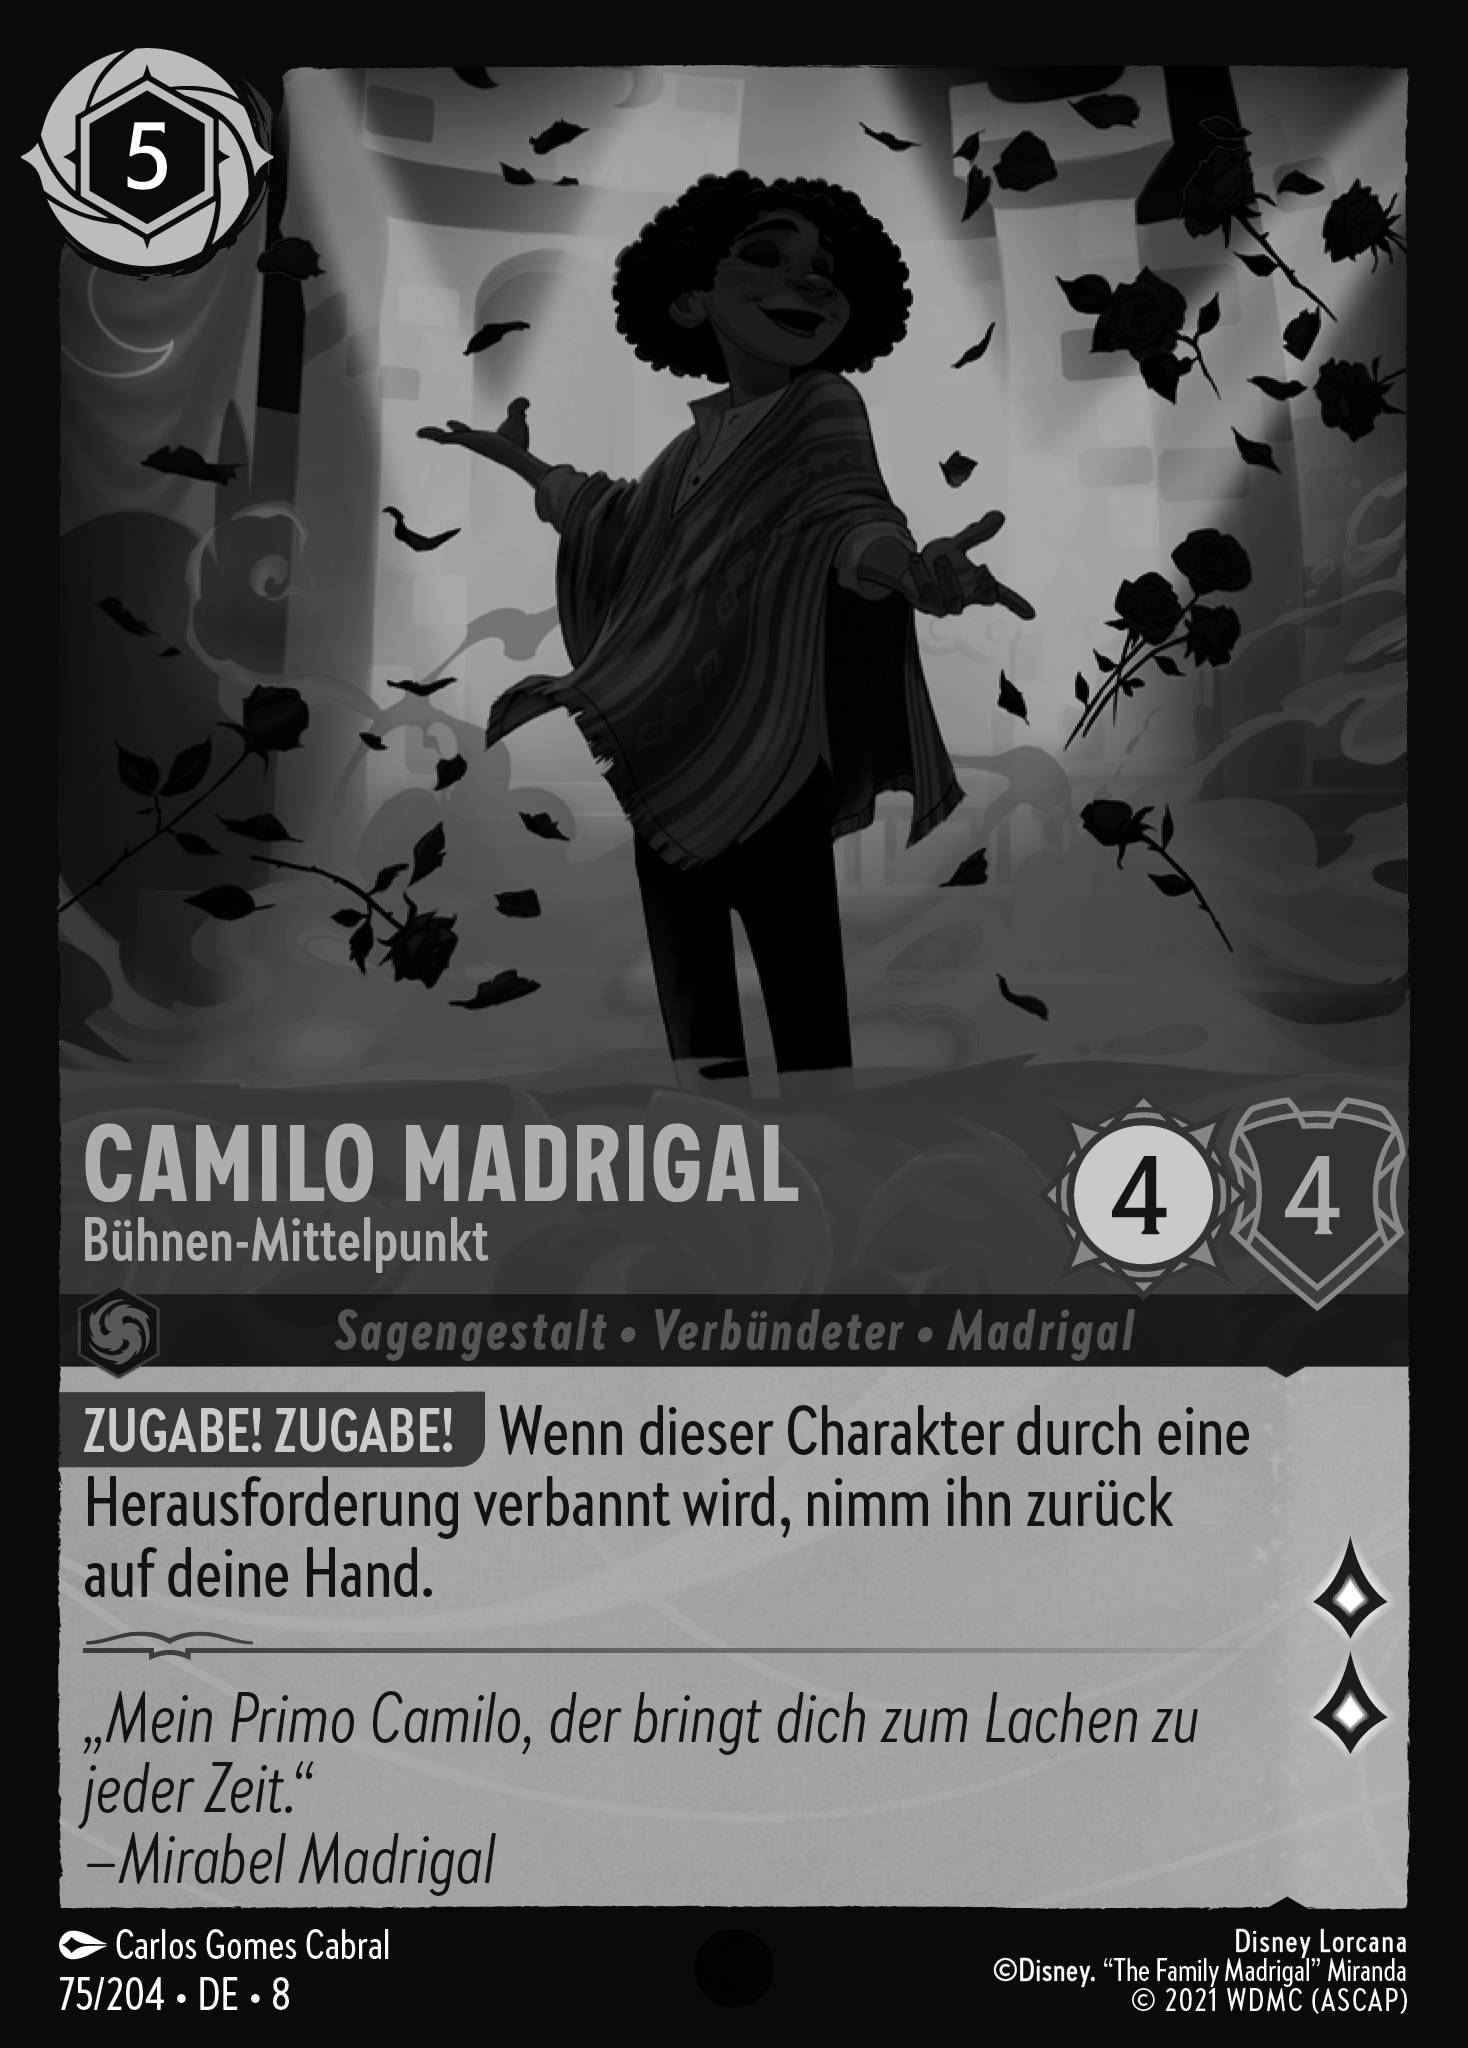 5
CAMILO MADRIGAL
Bühnen-Mittelpunkt
4 4
Sagengestalt • Verbündeter • Madrigal
ZUGABE! ZUGABE! Wenn dieser Charakter durch eine
Herausforderung verbannt wird, nimm ihn zurück
auf deine Hand.
„Mein Primo Camilo, der bringt dich zum Lachen zu
jeder Zeit.“
–Mirabel Madrigal
Carlos Gomes Cabral
75/204 • DE • 8
Disney Lorcana
©Disney. “The Family Madrigal” Miranda
© 2021 WDMC (ASCAP)